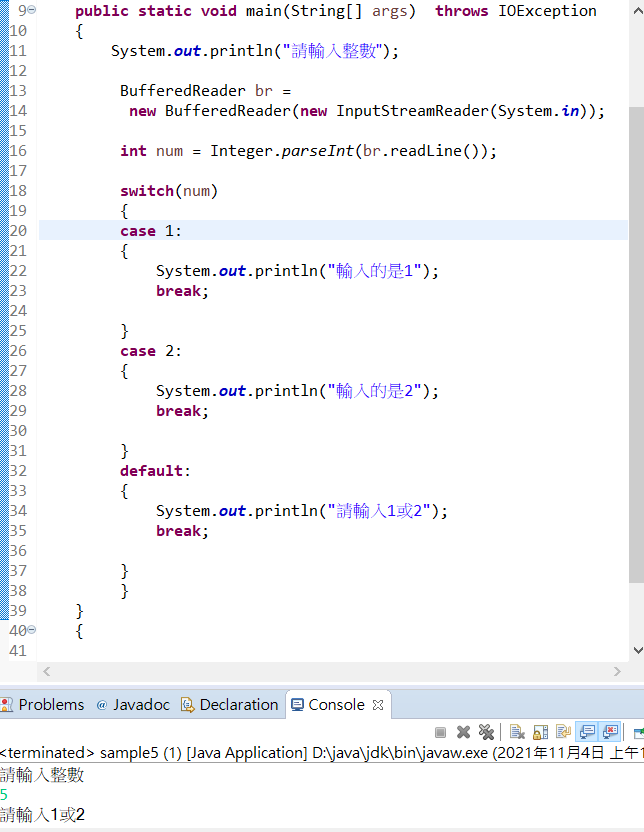 9 public static void main(String[] args)  throws IOException
10 {
11 System.out.println("請輸入整數");
12
13 BufferedReader br =
14 new BufferedReader(new InputStreamReader(System.in));
15
16 int num = Integer.parseInt(br.readLine());
17
18 switch(num)
19 {
20 case 1:
21 {
22 System.out.println("輸入的是1");
23 break;
24
25 }
26 case 2:
27 {
28 System.out.println("輸入的是2");
29 break;
30
31 }
32 default:
33 {
34 System.out.println("請輸入1或2");
35 break;
36
37 }
38 }
39 }
40 {
41
Problems @ Javadoc Declaration Console
<terminated> sample5 (1) [Java Application] D:\java\jdk\bin\javaw.exe (2021年11月4日 上午1
請輸入整數
5
請輸入1或2